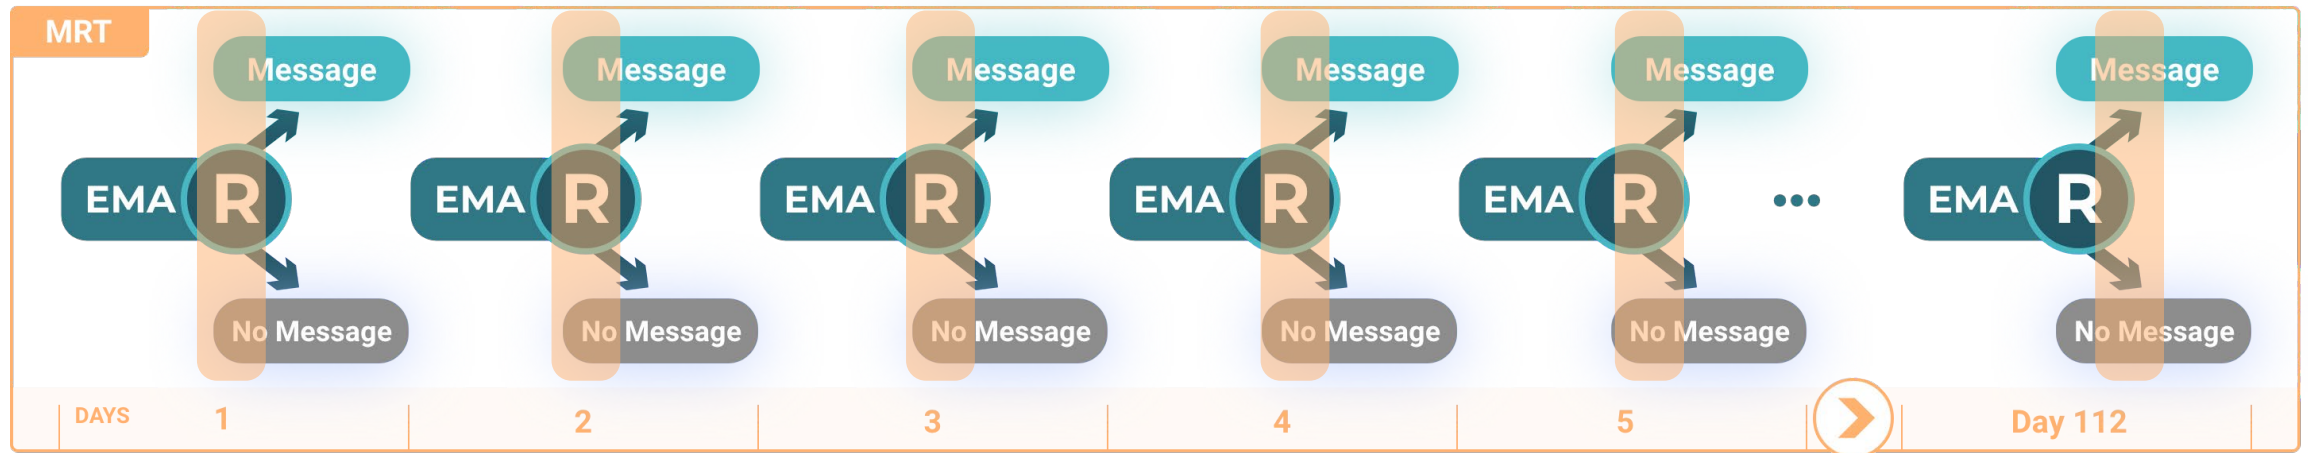 MRT
Message Message Message Message Message Message
EMA R EMA R EMA R EMA R EMA R ••• EMA R
No Message No Message No Message No Message No Message No Message
DAYS 1 2 3 4 5 Day 112